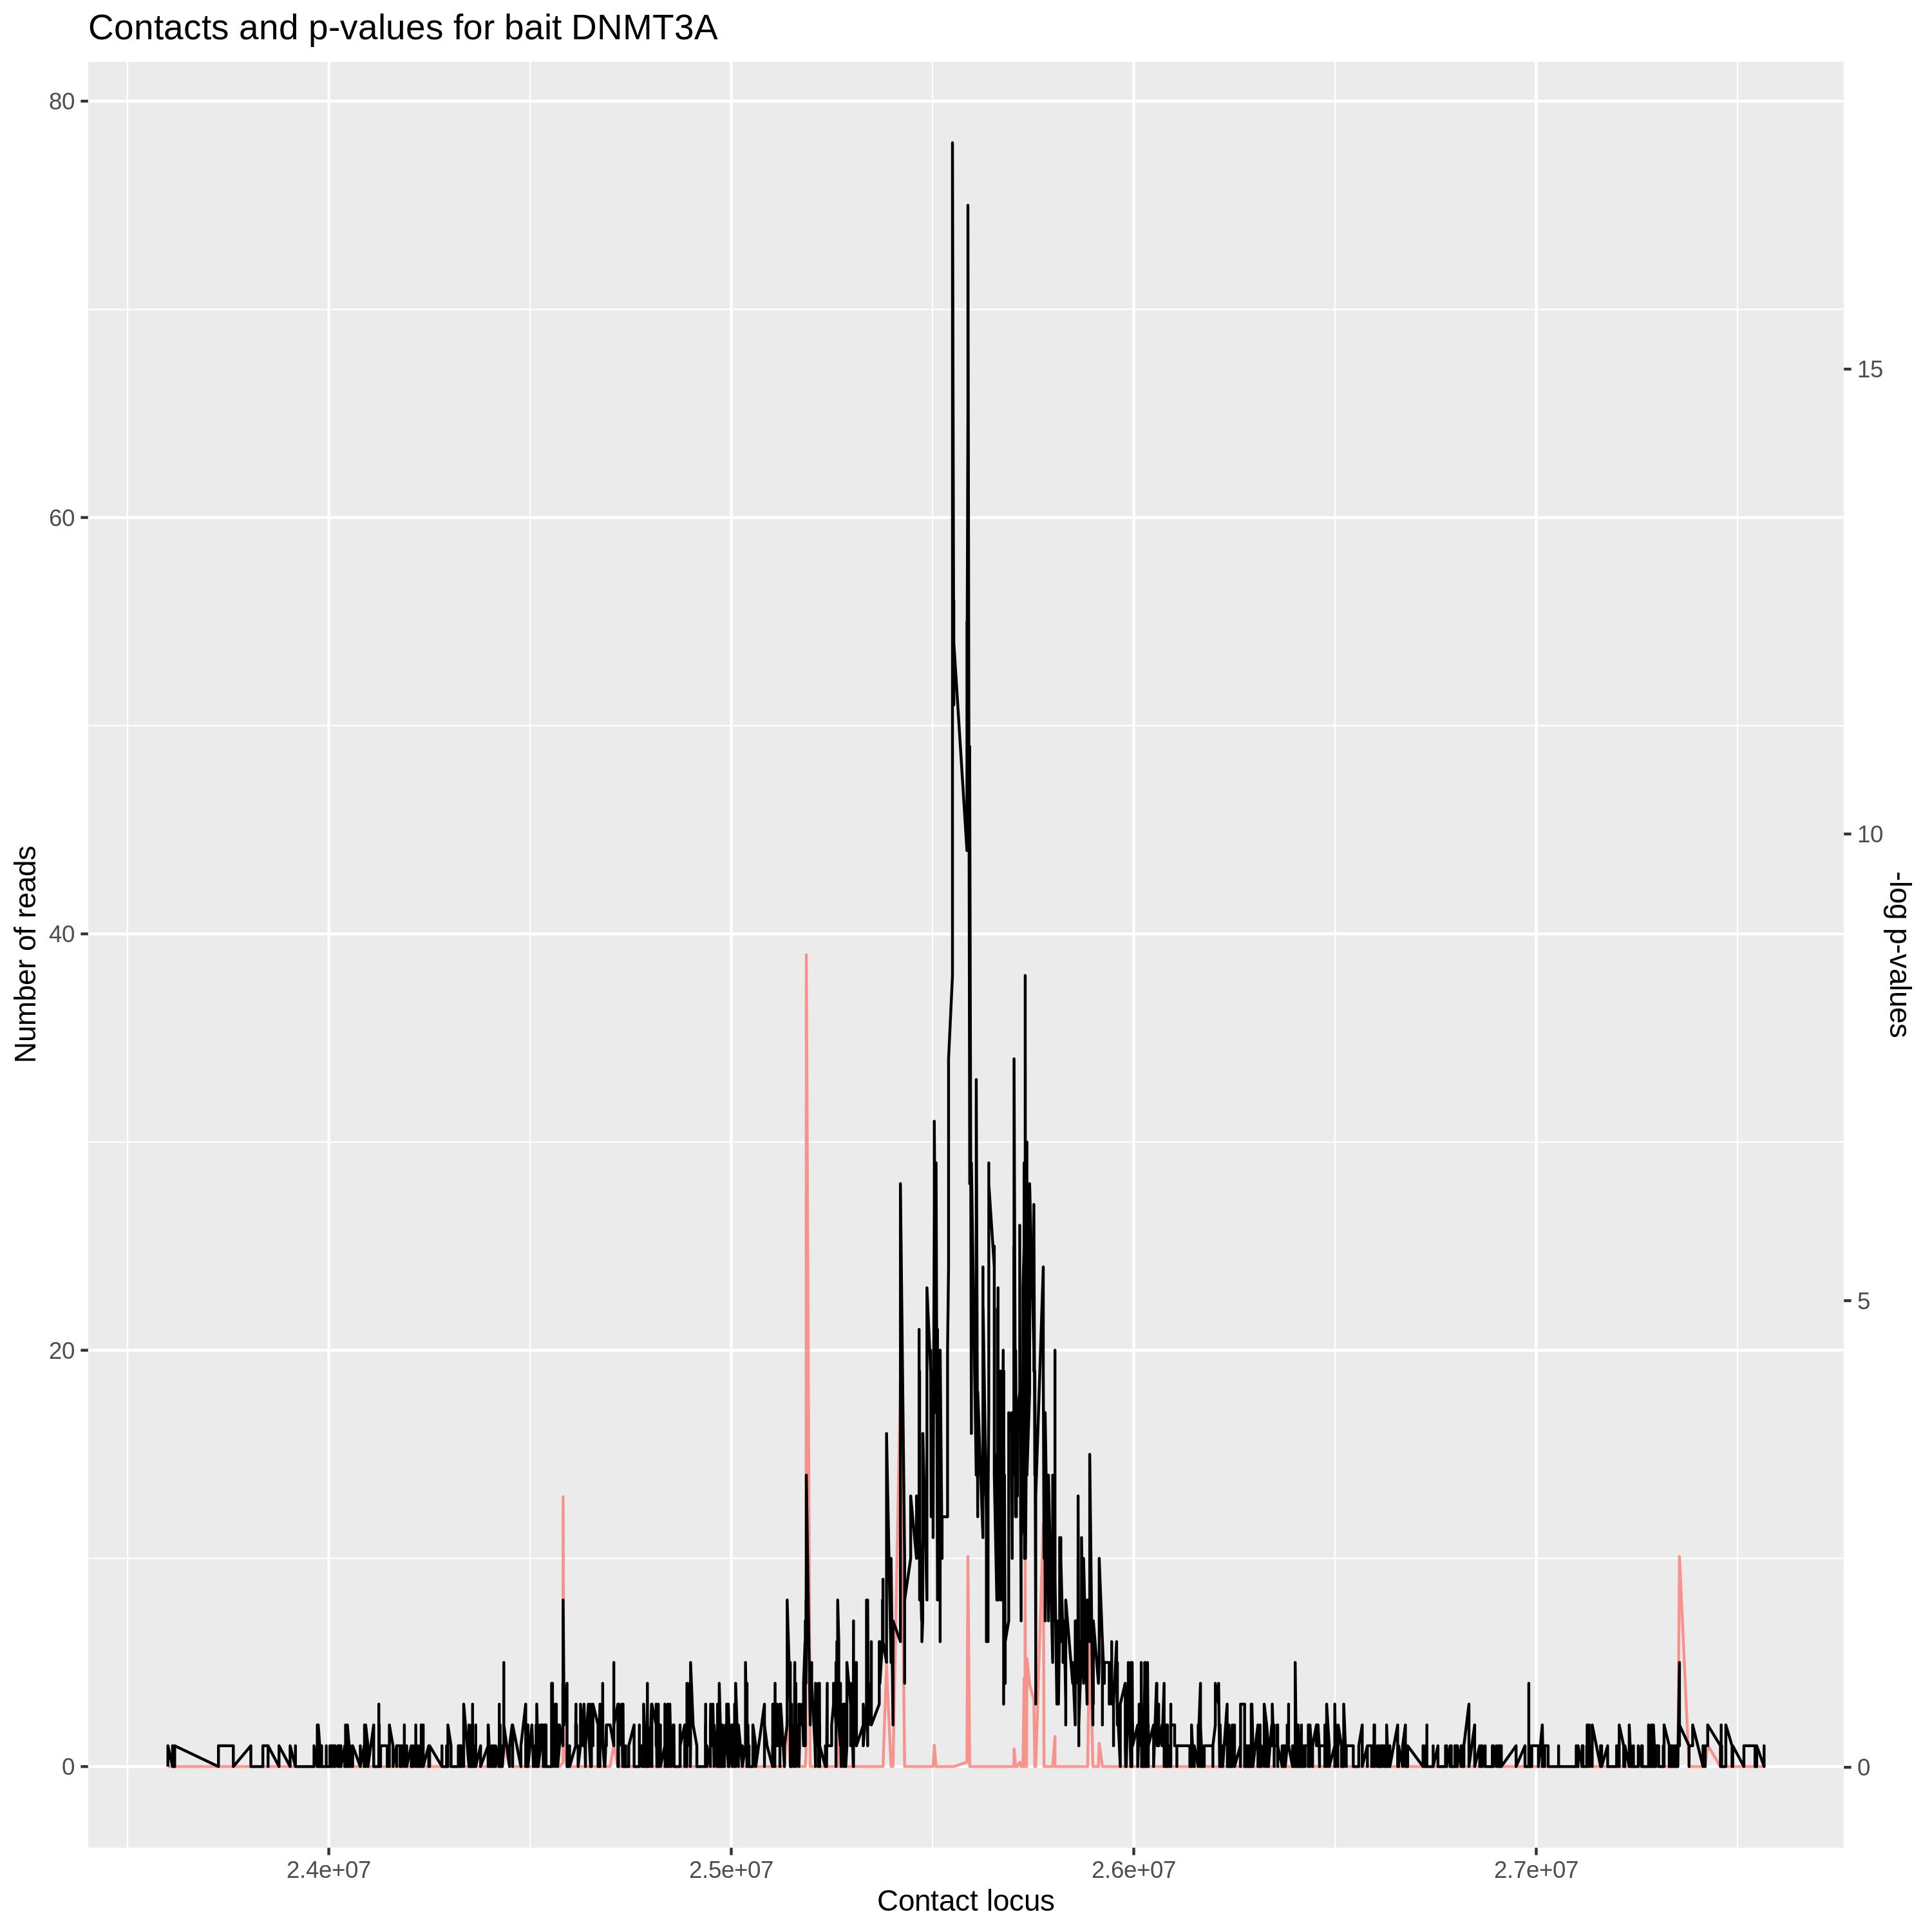 Contacts and p-values for bait DNMT3A
80
60
40
20
0
Number of reads
15
10
5
0
-log p-values
2.4e+07
2.5e+07
2.6e+07
2.7e+07
Contact locus